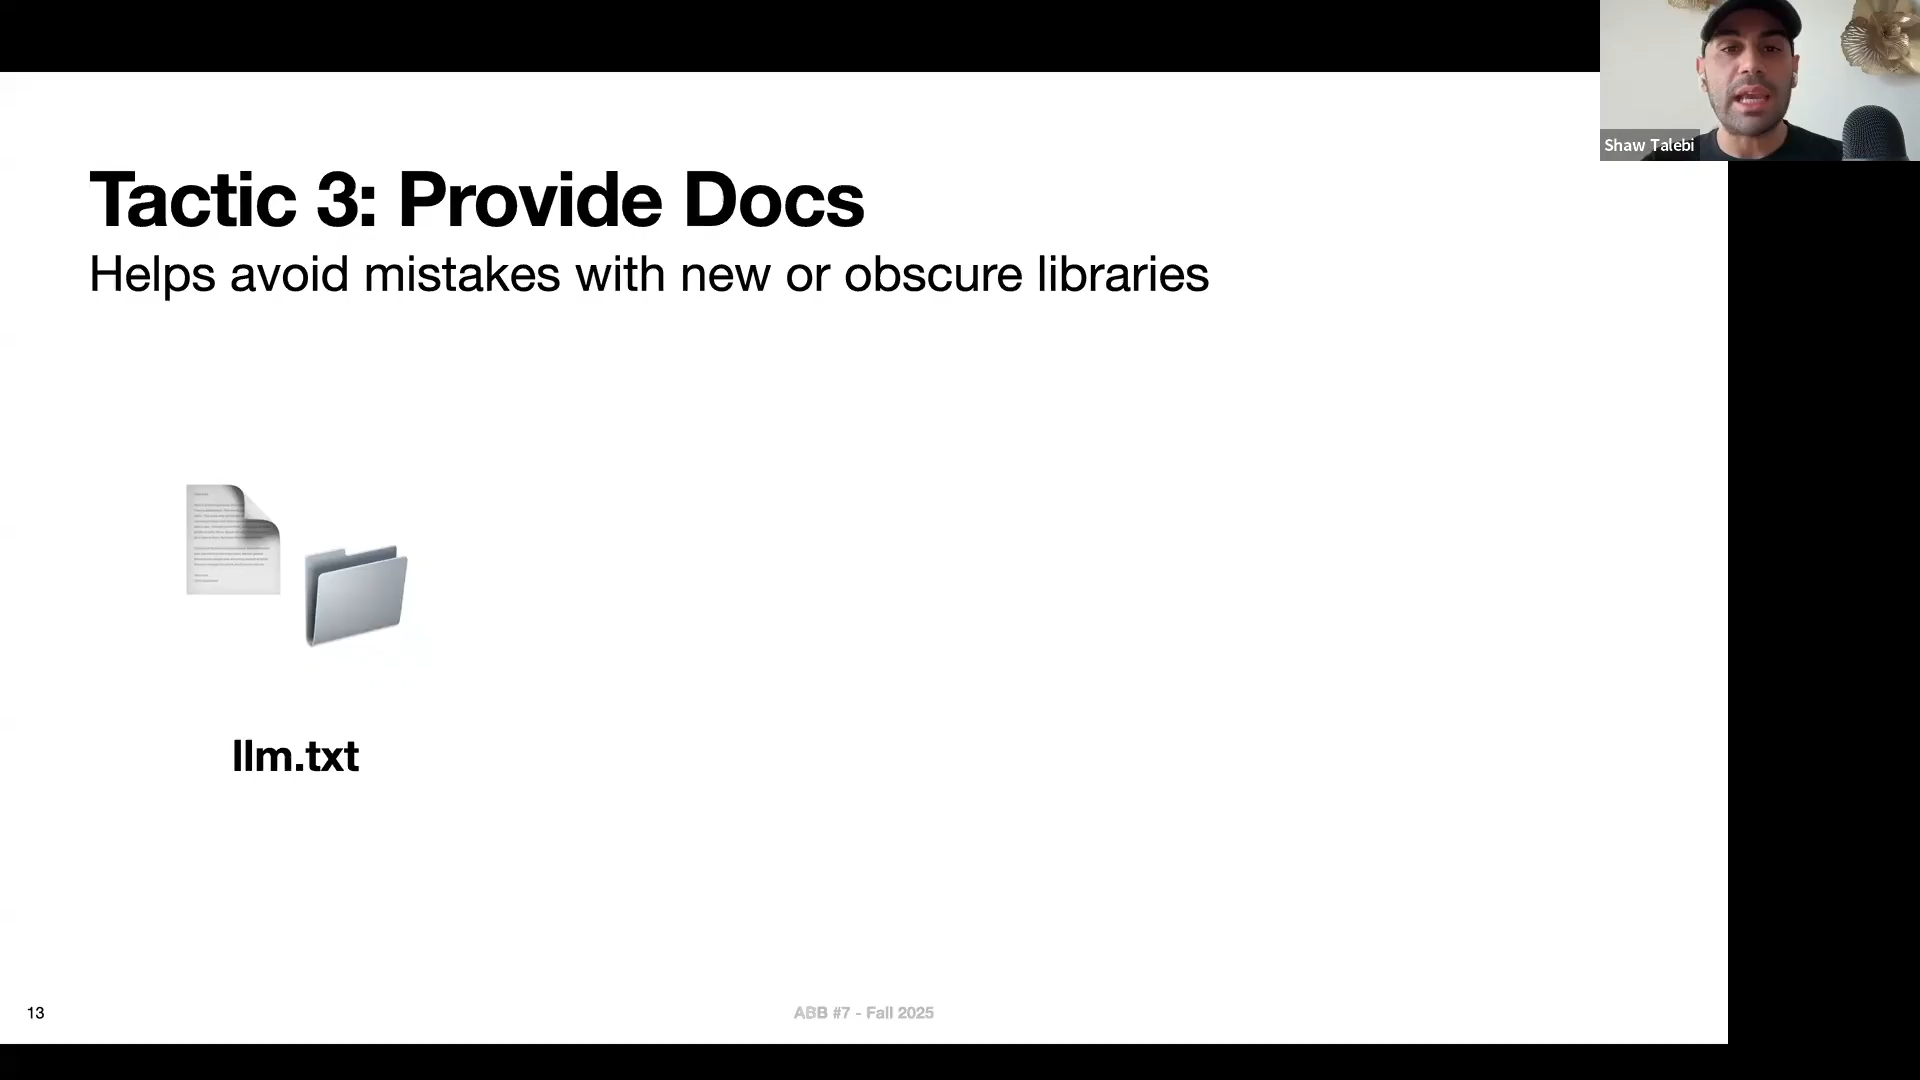 Shaw Talebi
Tactic 3: Provide Docs
Helps avoid mistakes with new or obscure libraries
llm.txt
13
ABB #7 - Fall 2025